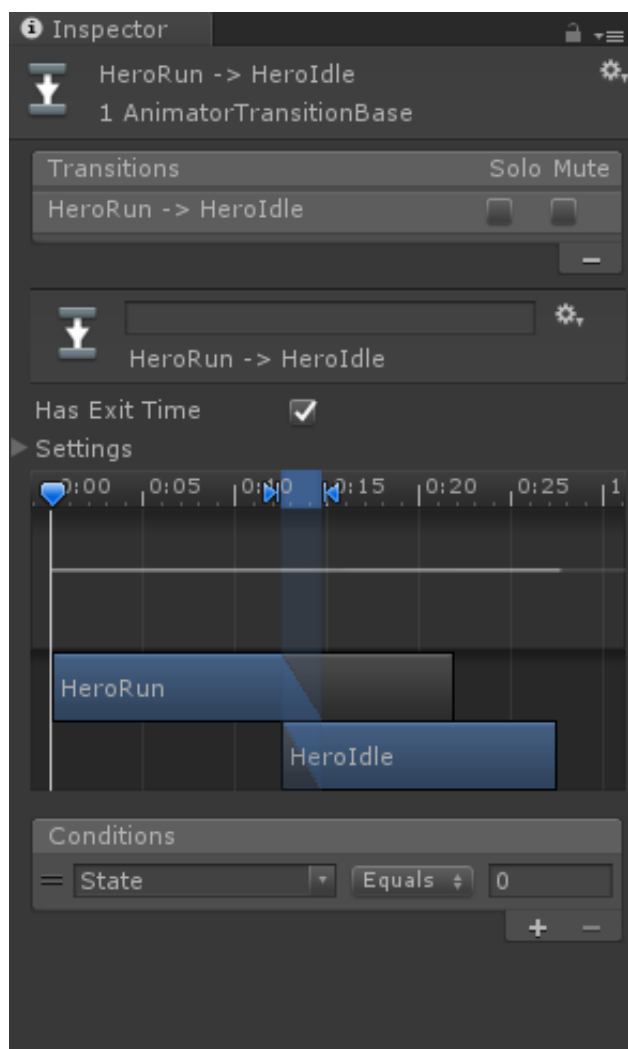 Inspector
HeroRun -> HeroIdle
1 AnimatorTransitionBase
Transitions Solo Mute
HeroRun -> HeroIdle
HeroRun -> HeroIdle
Has Exit Time
Settings
0:15 0:20 0:25 1
0:05
HeroRun
HeroIdle
Conditions
State Equals 0